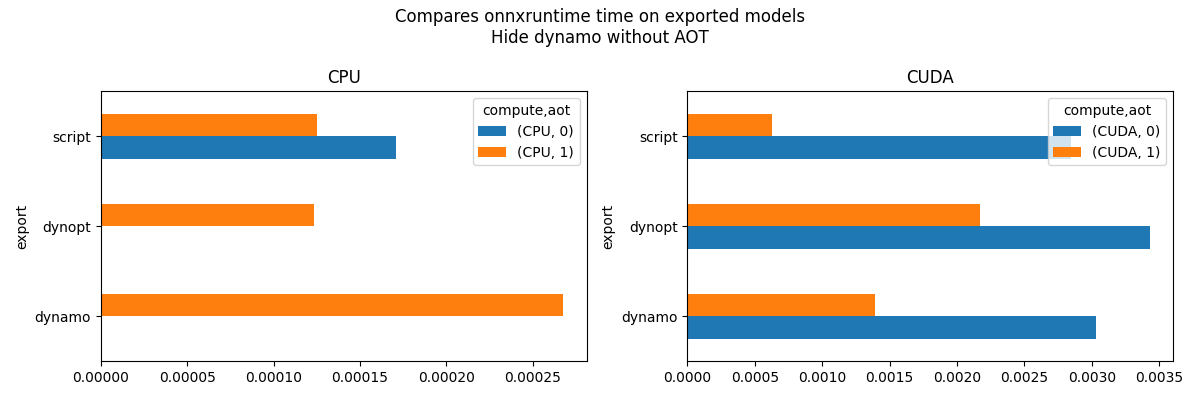 Compares onnxruntime time on exported models
Hide dynamo without AOT
CPU
export
script
dynopt
dynamo
compute,aot
(CPU, 0)
(CPU, 1)
0.00000
0.00005
0.00010
0.00015
0.00020
0.00025
CUDA
export
script
dynopt
dynamo
compute,aot
(CUDA, 0)
(CUDA, 1)
0.0000
0.0005
0.0010
0.0015
0.0020
0.0025
0.0030
0.0035